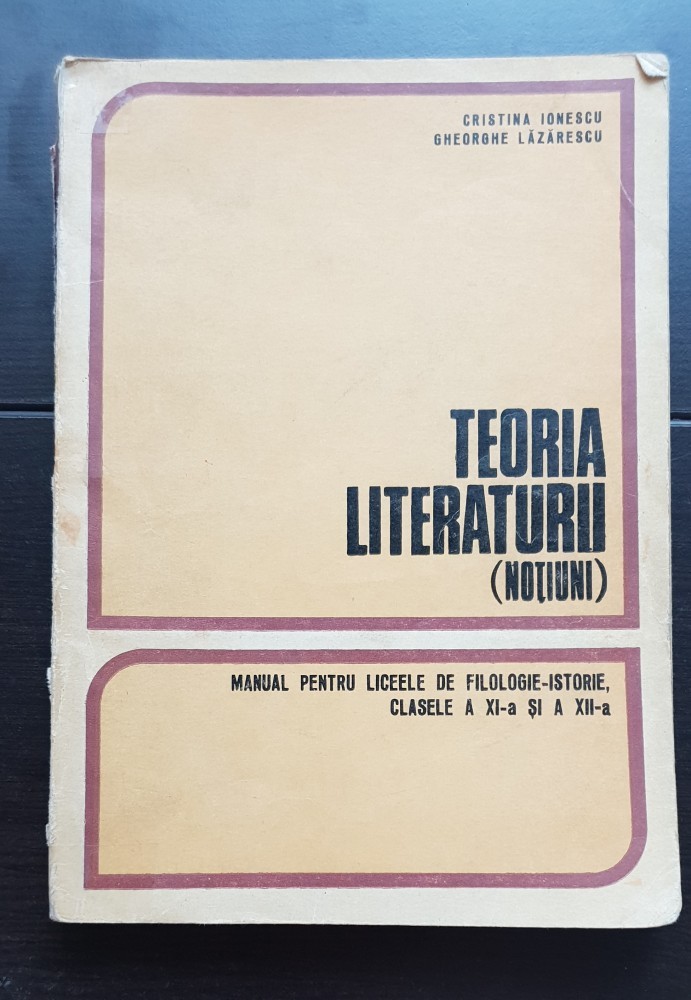 CRISTINA IONESCU
GHEORGHE LĂZĂRESCU
TEORIA
LITERATURII
(NOȚIUNI)
MANUAL PENTRU LICEELE DE FILOLOGIE-ISTORIE,
CLASELE A XI-a ȘI A XII-a